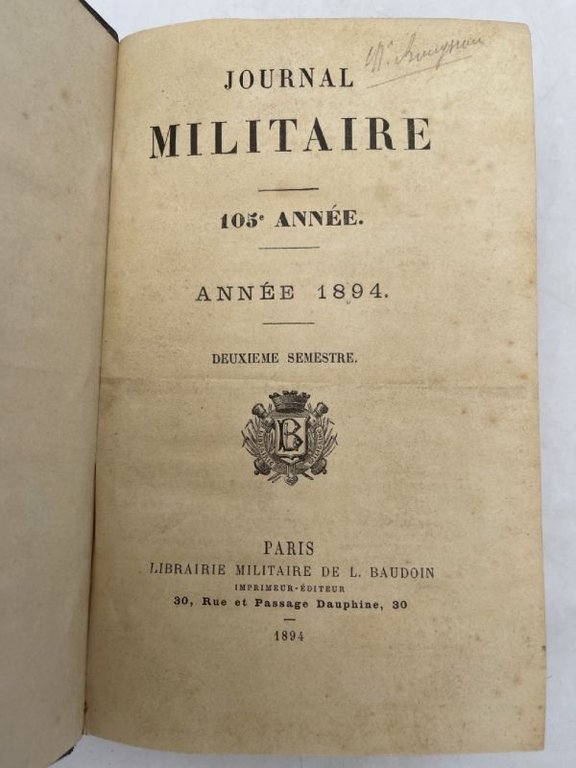 JOURNAL
MILITAIRE
105e ANNÉE.
ANNÉE 1894.
DEUXIEME SEMESTRE.
B
PARIS
LIBRAIRIE MILITAIRE DE L. BAUDOIN
IMPRIMEUR-ÉDITEUR
30, Rue et Passage Dauphine, 30
1894